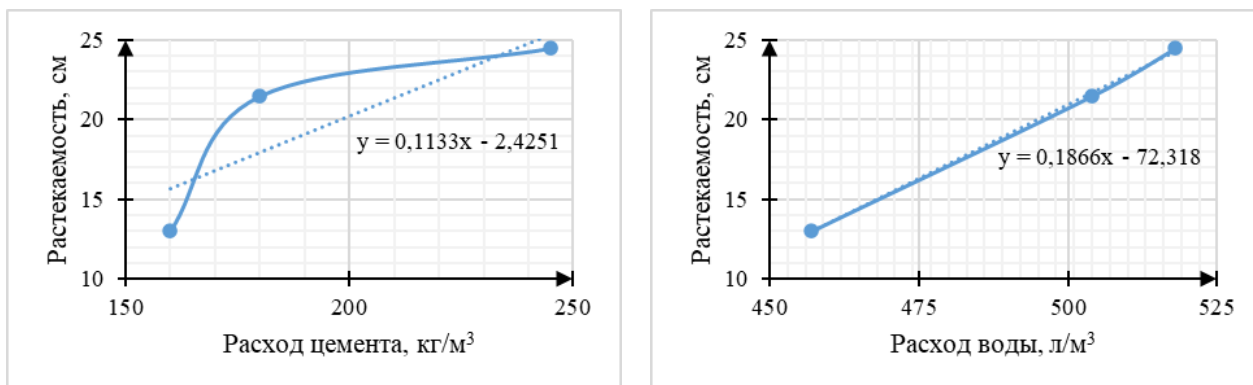 25
20
15
10
Растекаемость, см
y = 0,1133x - 2,4251
150
200
250
Расход цемента, кг/м³
25
20
15
10
Растекаемость, см
y = 0,1866x - 72,318
450
475
500
525
Расход воды, л/м³